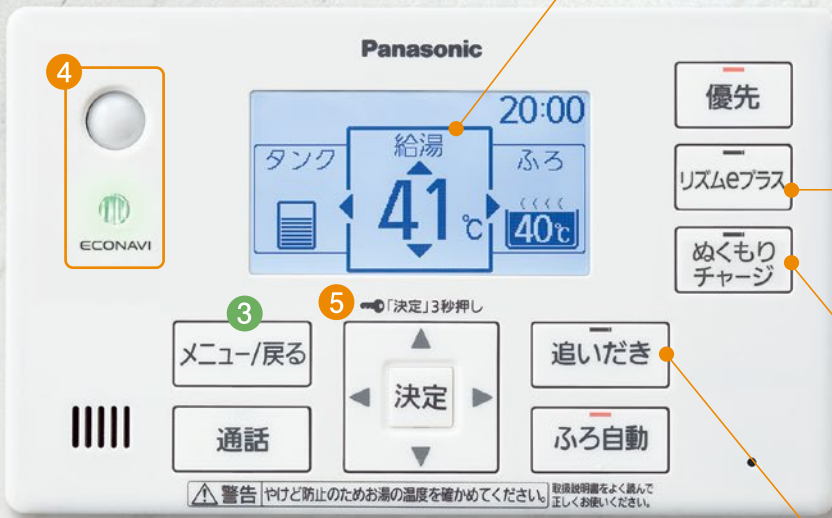 Panasonic
4
ECONAVI
20:00
タンク
給湯
41℃
ふろ
40℃
優先
リズムeプラス
ぬくもり
チャージ
3
メニュー/戻る
通話
5
「決定」3秒押し
決定
追いだき
ふろ自動
警告 やけど防止のためお湯の温度を確かめてください。
取扱説明書をよく読んで
正しくお使いください。